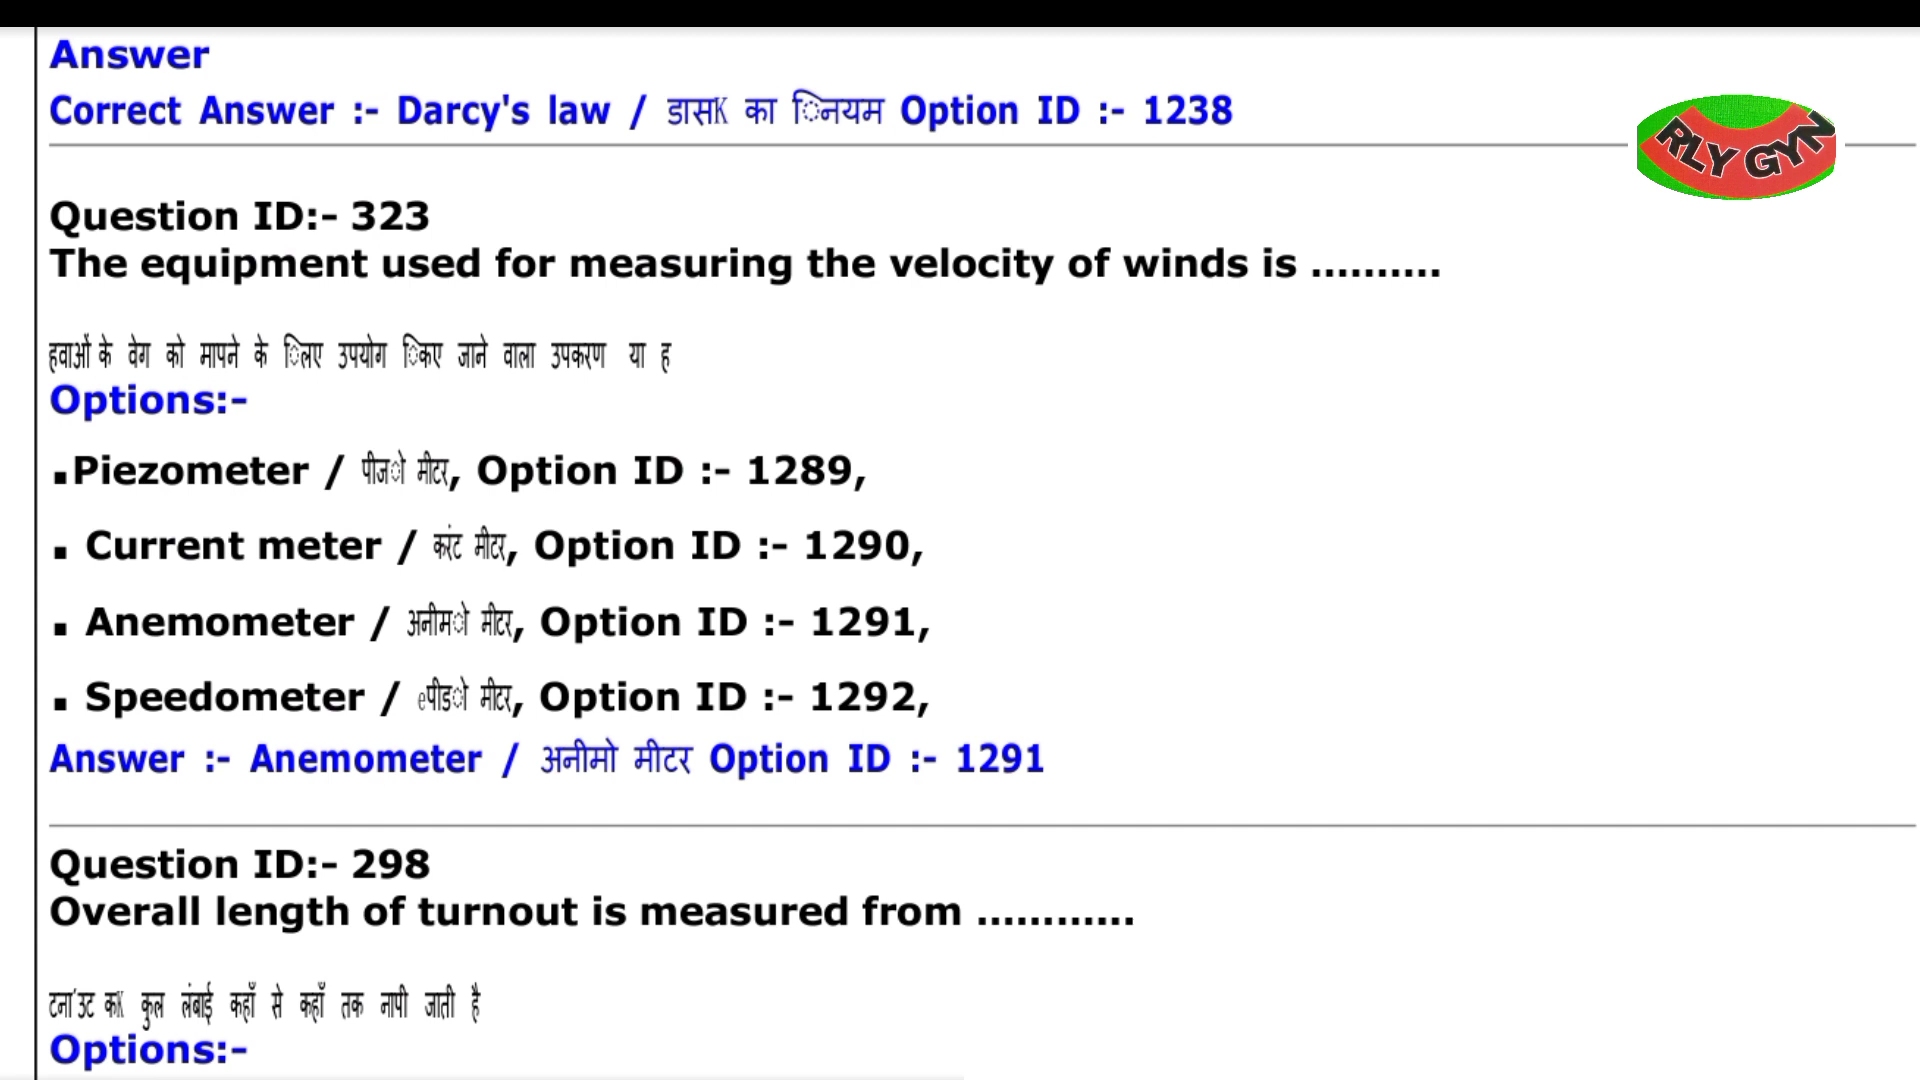 Answer
Correct Answer :- Darcy's law / डासK का िनयम Option ID :- 1238
RLY GYN
Question ID:- 323
The equipment used for measuring the velocity of winds is ..........
हवाओं के वेग को मापने के िलए उपयोग िकए जाने वाला उपकरण या ह
Options:-
▪Piezometer / पीजो मीटर, Option ID :- 1289,
▪ Current meter / करंट मीटर, Option ID :- 1290,
▪ Anemometer / अनीमो मीटर, Option ID :- 1291,
▪ Speedometer / eपीडो मीटर, Option ID :- 1292,
Answer :- Anemometer / अनीमो मीटर Option ID :- 1291
Question ID:- 298
Overall length of turnout is measured from ............
टना॓उट कK कुल लंबाई कहाँ से कहाँ तक नापी जाती है
Options:-